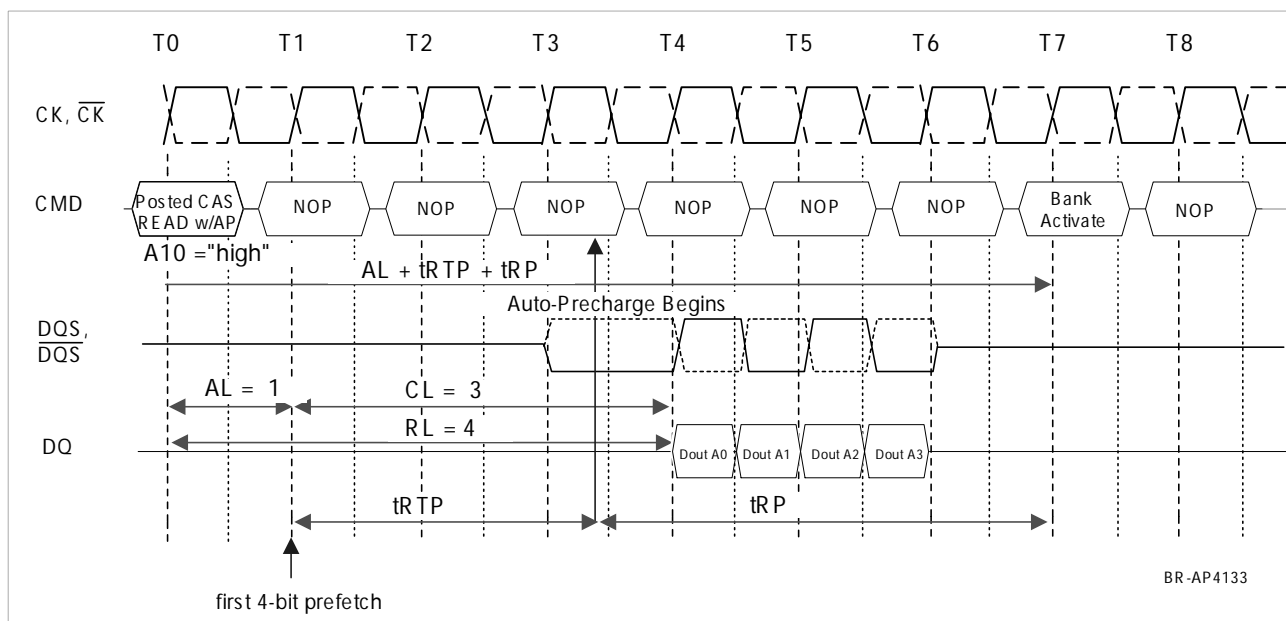 T0 T1 T2 T3 T4 T5 T6 T7 T8
CK, CK
CMD
Posted CAS
READ w/AP
NOP NOP NOP NOP NOP NOP
Bank
Activate
NOP
A10 ="high"
AL + tRTP + tRP
Auto-Precharge Begins
DQS,
DQS
AL = 1
CL = 3
RL = 4
DQ
Dout A0 Dout A1 Dout A2 Dout A3
tRTP
tRP
BR-AP4133
first 4-bit prefetch